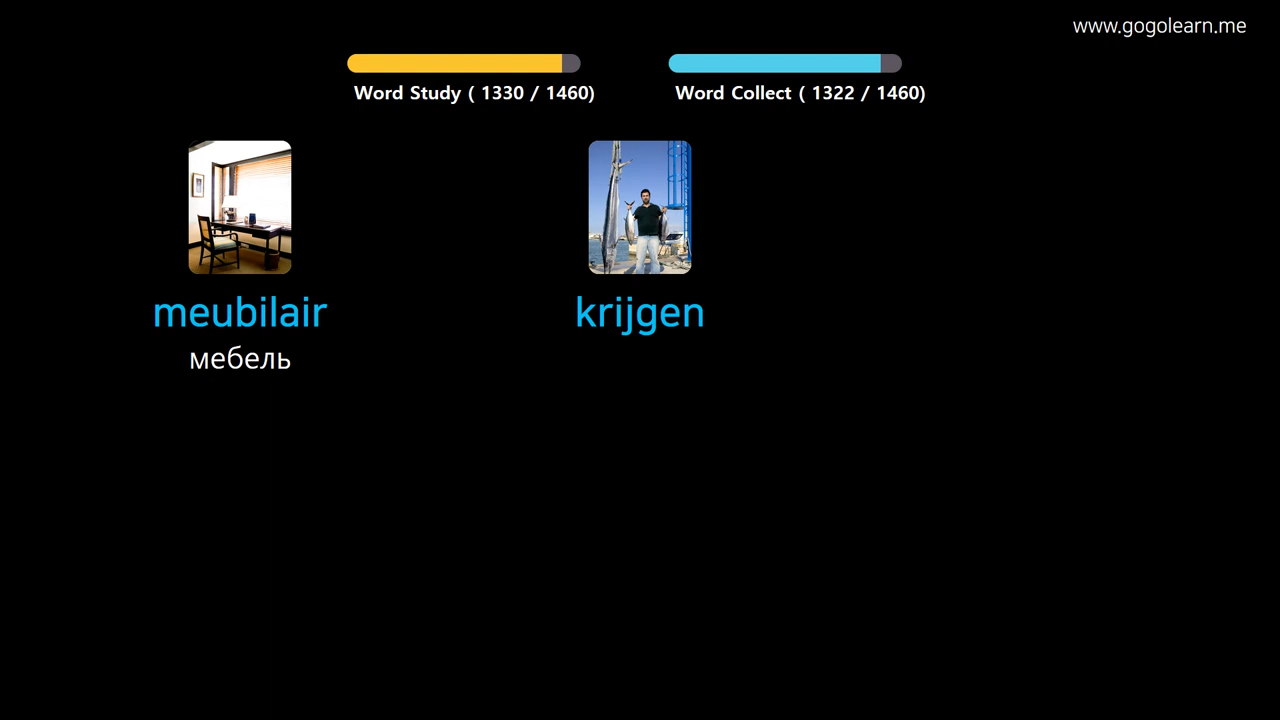 www.gogolearn.me
Word Study ( 1330 / 1460)
Word Collect ( 1322 / 1460)
meubilair
krijgen
мебель